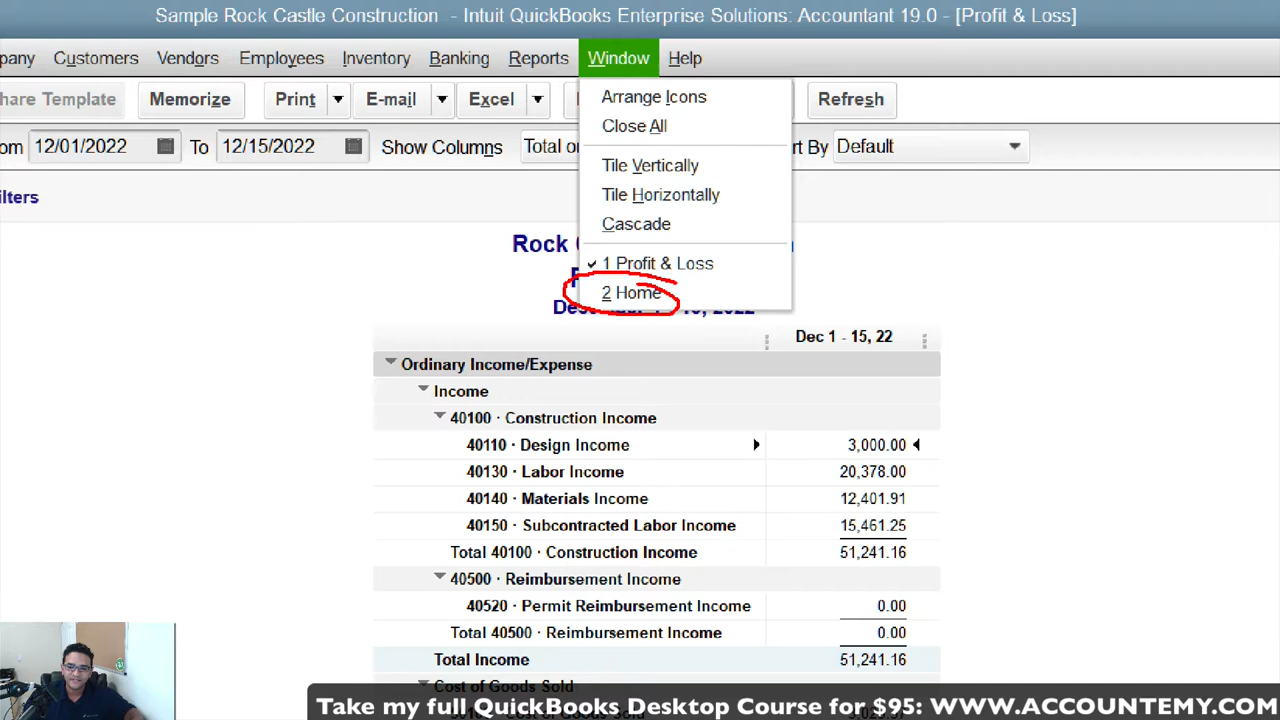 Sample Rock Castle Construction - Intuit QuickBooks Enterprise Solutions: Accountant 19.0 - [Profit & Loss]
pany Customers Vendors Employees Inventory Banking Reports Window Help
hare Template Memorize Print E-mail Excel Refresh
om 12/01/2022 To 12/15/2022 Show Columns Total on rt By Default
ilters
Arrange Icons
Close All
Tile Vertically
Tile Horizontally
Cascade
1 Profit & Loss
2 Home
Rock
Dec 1 - 15, 22
Ordinary Income/Expense
Income
40100 · Construction Income
40110 · Design Income 3,000.00
40130 · Labor Income 20,378.00
40140 · Materials Income 12,401.91
40150 · Subcontracted Labor Income 15,461.25
Total 40100 · Construction Income 51,241.16
40500 · Reimbursement Income
40520 · Permit Reimbursement Income 0.00
Total 40500 · Reimbursement Income 0.00
Total Income 51,241.16
Cost of Goods Sold
Take my full QuickBooks Desktop Course for $95: WWW.ACCOUNTEMY.COM